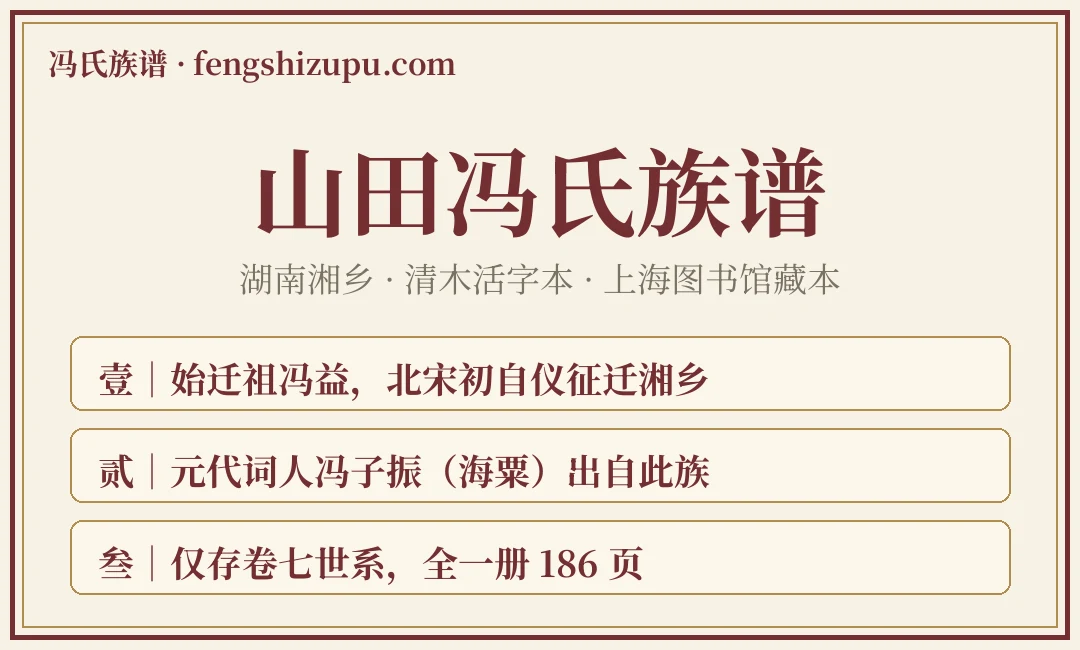 冯氏族谱 · fengshizupu.com
山田冯氏族谱
湖南湘乡 · 清木活字本 · 上海图书馆藏本
壹｜始迁祖冯益，北宋初自仪征迁湘乡
贰｜元代词人冯子振（海粟）出自此族
叁｜仅存卷七世系，全一册 186 页